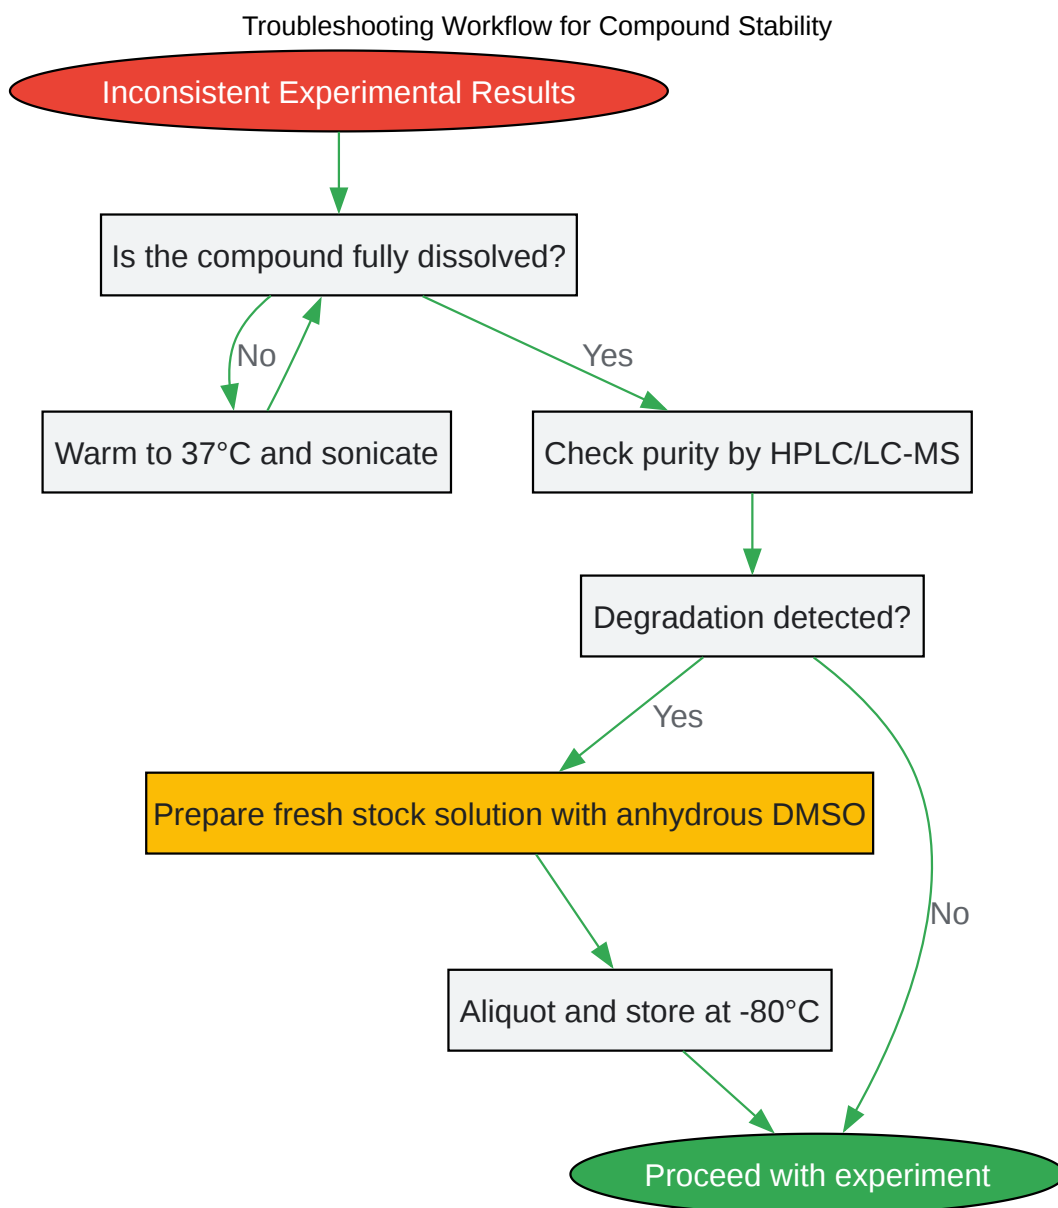 Troubleshooting Workflow for Compound Stability
Inconsistent Experimental Results
Is the compound fully dissolved?
No
Yes
Warm to 37°C and sonicate
Check purity by HPLC/LC-MS
Degradation detected?
Yes
Prepare fresh stock solution with anhydrous DMSO
No
Aliquot and store at -80°C
Proceed with experiment